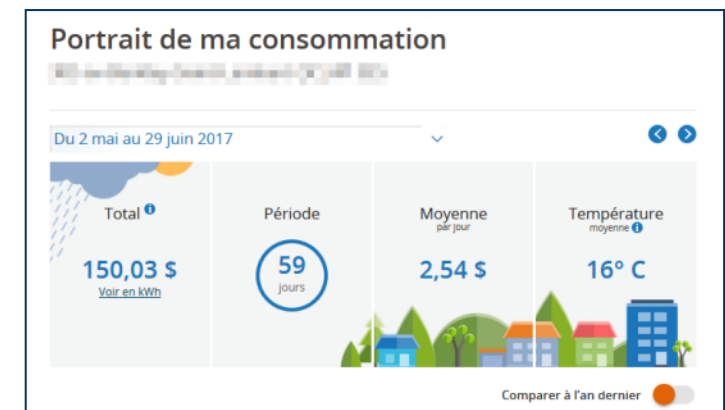 Portrait de ma consommation
Du 2 mai au 29 juin 2017
Total
150,03 $
Voir en kWh
Période
59
jours
Moyenne
par jour
2,54 $
Température
moyenne
16° C
Comparer à l'an dernier